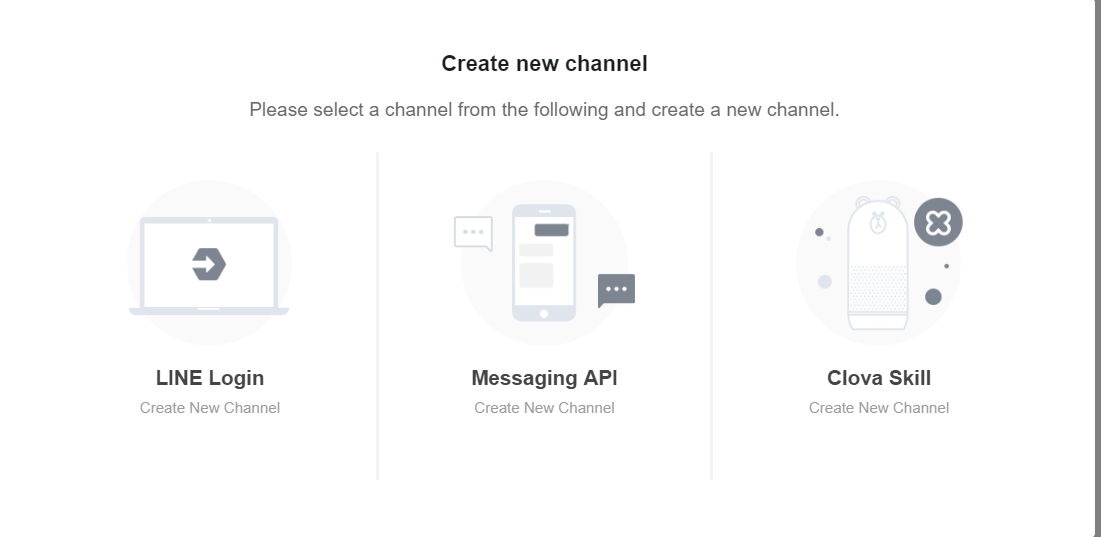 Create new channel
Please select a channel from the following and create a new channel.
LINE Login
Create New Channel
Messaging API
Create New Channel
Clova Skill
Create New Channel